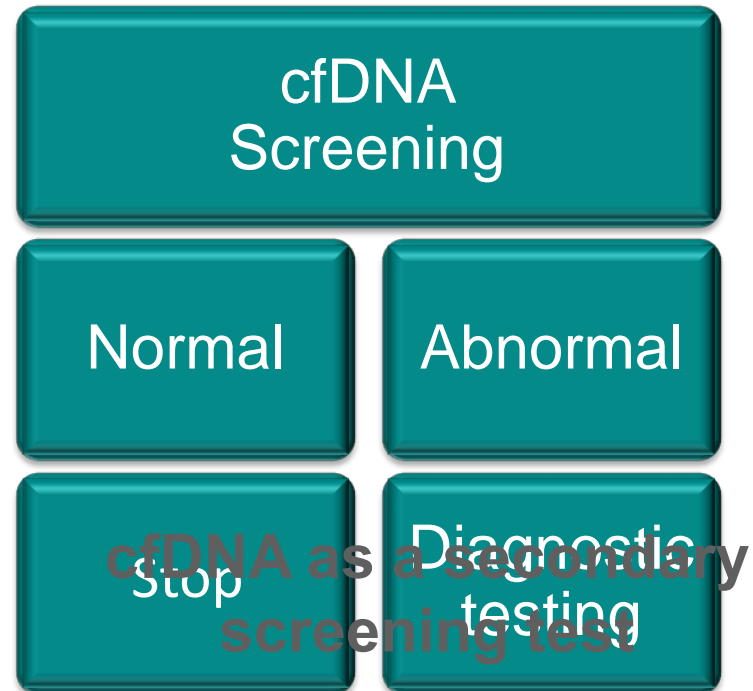 cfDNA
Screening
Normal
Abnormal
Stop
Diagnostic
testing
cfDNA as a secondary
screening test